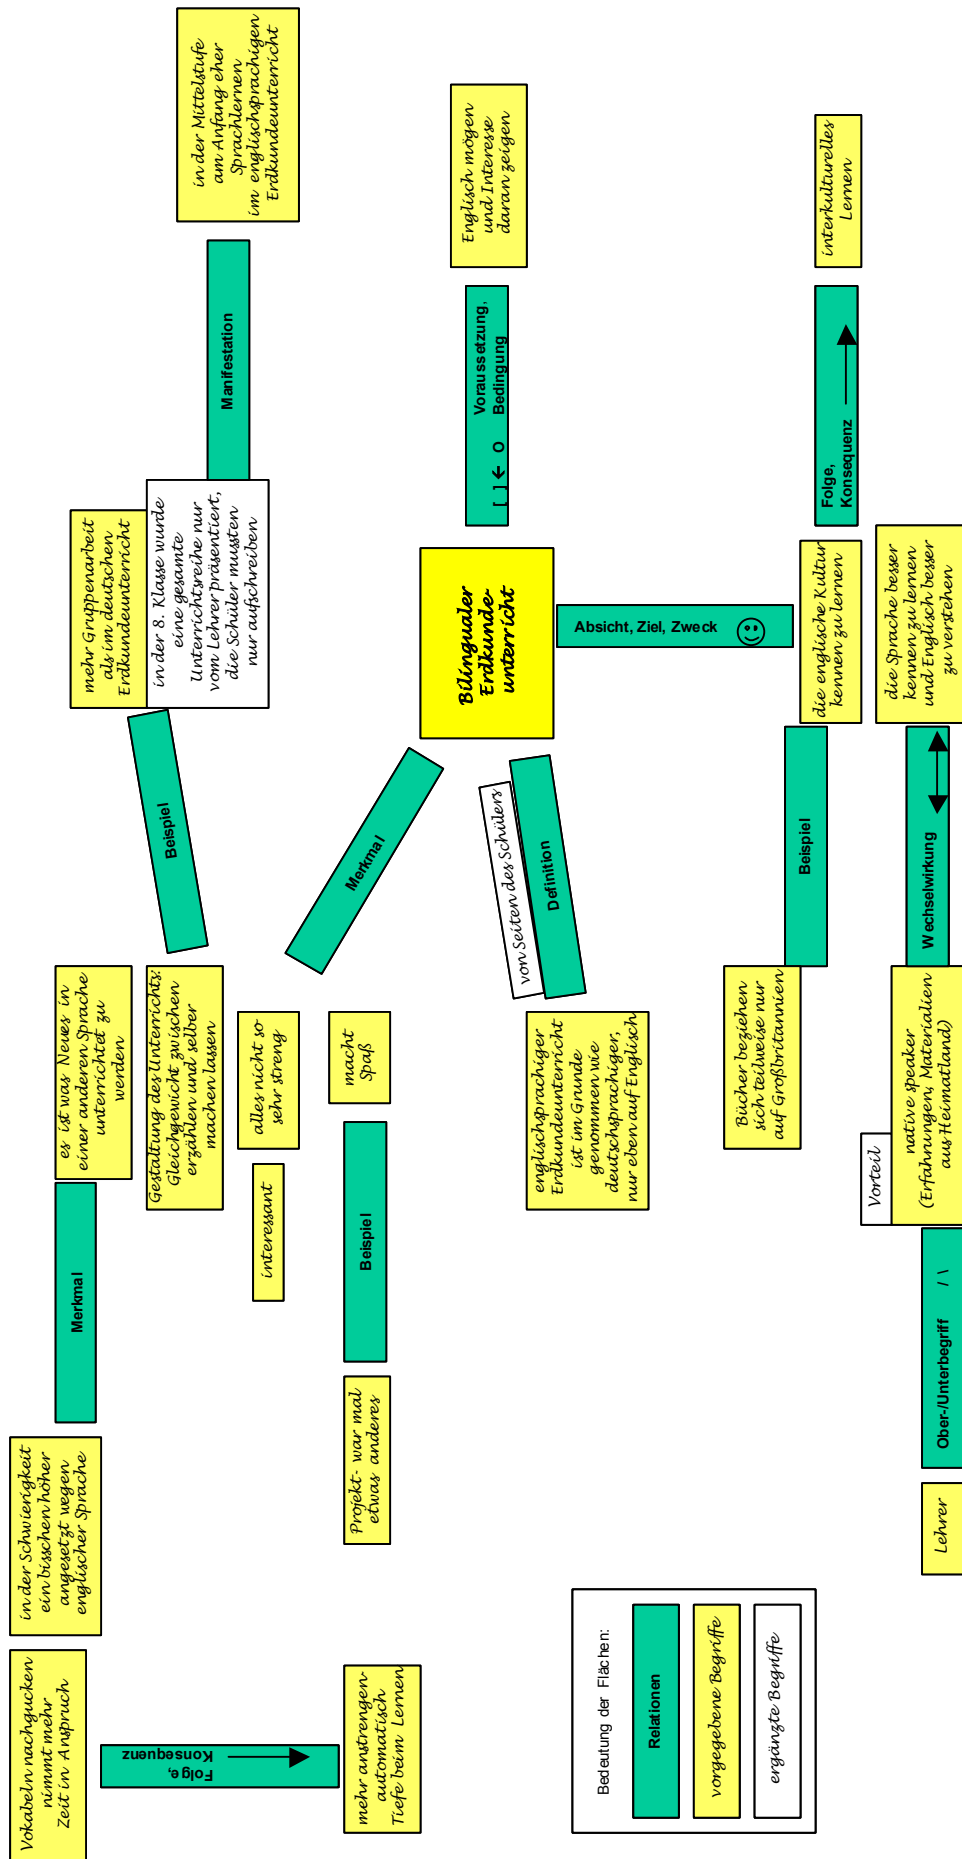 Vokabeln nachgucken
nimmt mehr
Zeit in Anspruch
Folge,
Konsequenz
mehr anstrengen-
automatisch
Tiefe beim Lernen
in der Schwierigkeit
ein bisschen höher
angesetzt wegen
englischer Sprache
Merkmal
es ist was Neues in
einer anderen Sprache
unterrichtet zu
werden
Gestaltung des Unterrichts:
Gleichgewicht zwischen
erzählen und selber
machen lassen
Beispiel
mehr Gruppenarbeit
als im deutschen
Erdkundeunterricht
in der 8. Klasse wurde
eine gesamte
Unterrichtsreihe nur
vom Lehrer präsentiert,
die Schüler mussten
nur aufschreiben
Manifestation
in der Mittelstufe
am Anfang eher
Sprachlernen
im englischsprachigen
Erdkundeunterricht
interessant
alles nicht so
sehr streng
Projekt- war mal
etwas anderes
Beispiel
macht
Spaß
Merkmal
Bilingualer
Erdkunde-
unterricht
Voraussetzung,
[ ] ← O Bedingung
Englisch mögen
und Interesse
daran zeigen
von Seiten des Schülers
Definition
englischsprachiger
Erdkundeunterricht
ist im Grunde
genommen wie
deutschsprachiger,
nur eben auf Englisch
Absicht, Ziel, Zweck
Bücher beziehen
sich teilweise nur
auf Großbritannien
Beispiel
die englische Kultur
kennen zu lernen
Folge,
Konsequenz
interkulturelles
Lernen
Lehrer
Ober-/Unterbegriff / \
Vorteil
native speaker
(Erfahrungen, Materialien
aus Heimatland)
Wechselwirkung
die Sprache besser
kennen zu lernen
und Englisch besser
zu verstehen
Bedeutung der Flächen:
Relationen
vorgegebene Begriffe
ergänzte Begriffe